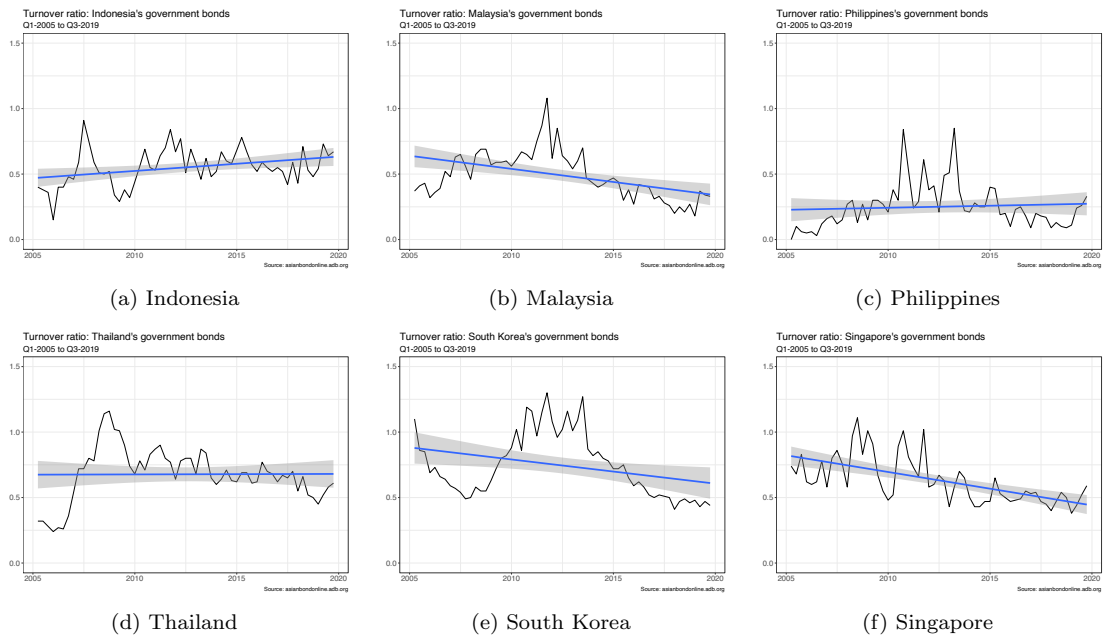 Turnover ratio: Indonesia's government bonds
Q1-2005 to Q3-2019
1.5
1.0
0.5
0.0
2005 2010 2015 2020
Source: asianbondonline.adb.org
(a) Indonesia
Turnover ratio: Malaysia's government bonds
Q1-2005 to Q3-2019
1.5
1.0
0.5
0.0
2005 2010 2015 2020
Source: asianbondonline.adb.org
(b) Malaysia
Turnover ratio: Philippines's government bonds
Q1-2005 to Q3-2019
1.5
1.0
0.5
0.0
2005 2010 2015 2020
Source: asianbondonline.adb.org
(c) Philippines
Turnover ratio: Thailand's government bonds
Q1-2005 to Q3-2019
1.5
1.0
0.5
0.0
2005 2010 2015 2020
Source: asianbondonline.adb.org
(d) Thailand
Turnover ratio: South Korea's government bonds
Q1-2005 to Q3-2019
1.5
1.0
0.5
0.0
2005 2010 2015 2020
Source: asianbondonline.adb.org
(e) South Korea
Turnover ratio: Singapore's government bonds
Q1-2005 to Q3-2019
1.5
1.0
0.5
0.0
2005 2010 2015 2020
Source: asianbondonline.adb.org
(f) Singapore